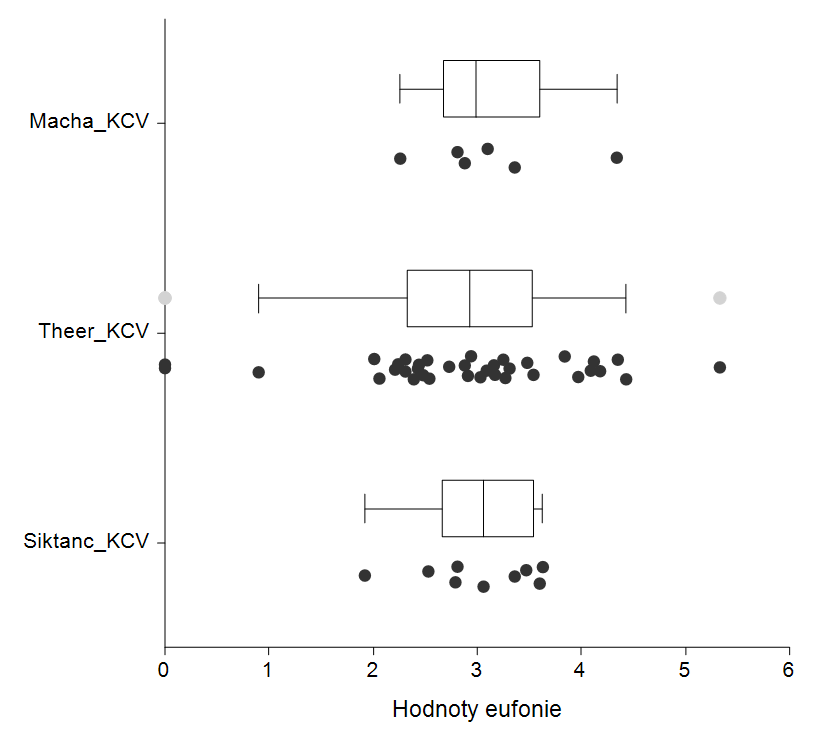 Macha_KCV
Theer_KCV
Siktanc_KCV
0 1 2 3 4 5 6
Hodnoty eufonie